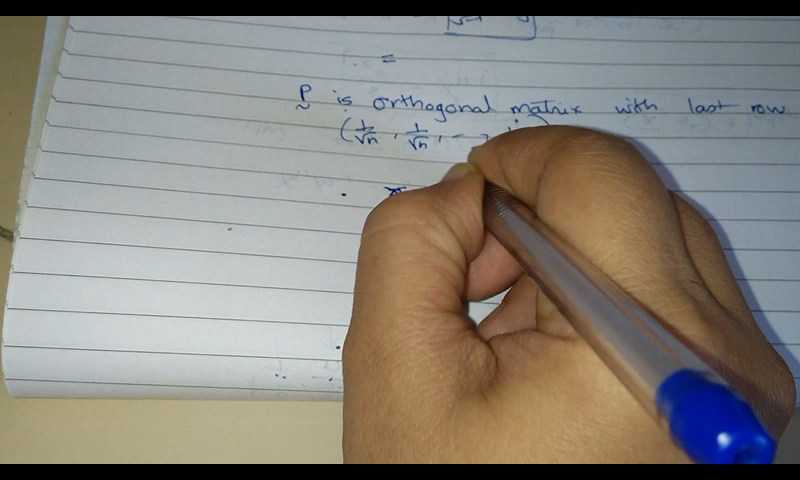 =
P is orthogonal matrix with last row
~
(1/√n, 1/√n, - -